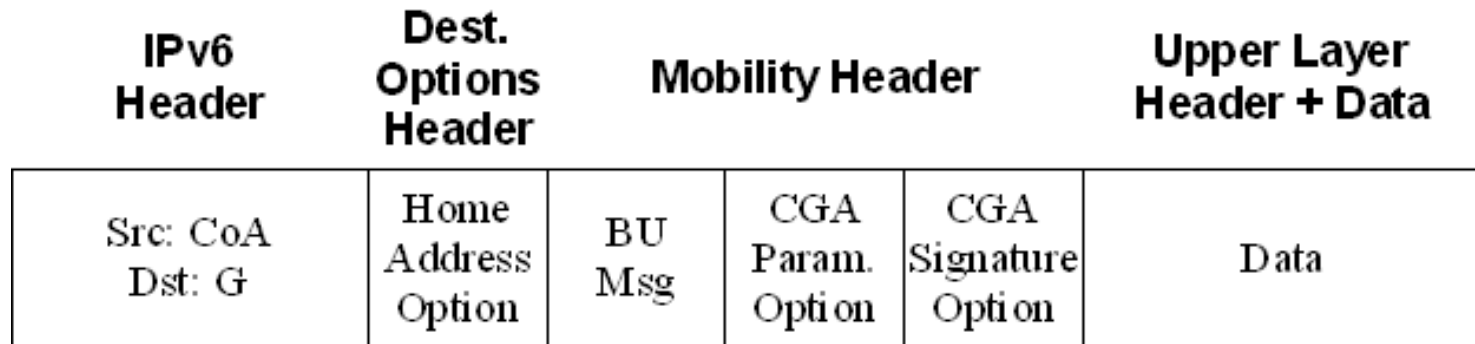 IPv6
Header
Dest.
Options
Header
Mobility Header
Upper Layer
Header + Data
Src: CoA
Dst: G
Home
Address
Option
BU
Msg
CGA
Param.
Option
CGA
Signature
Option
Data